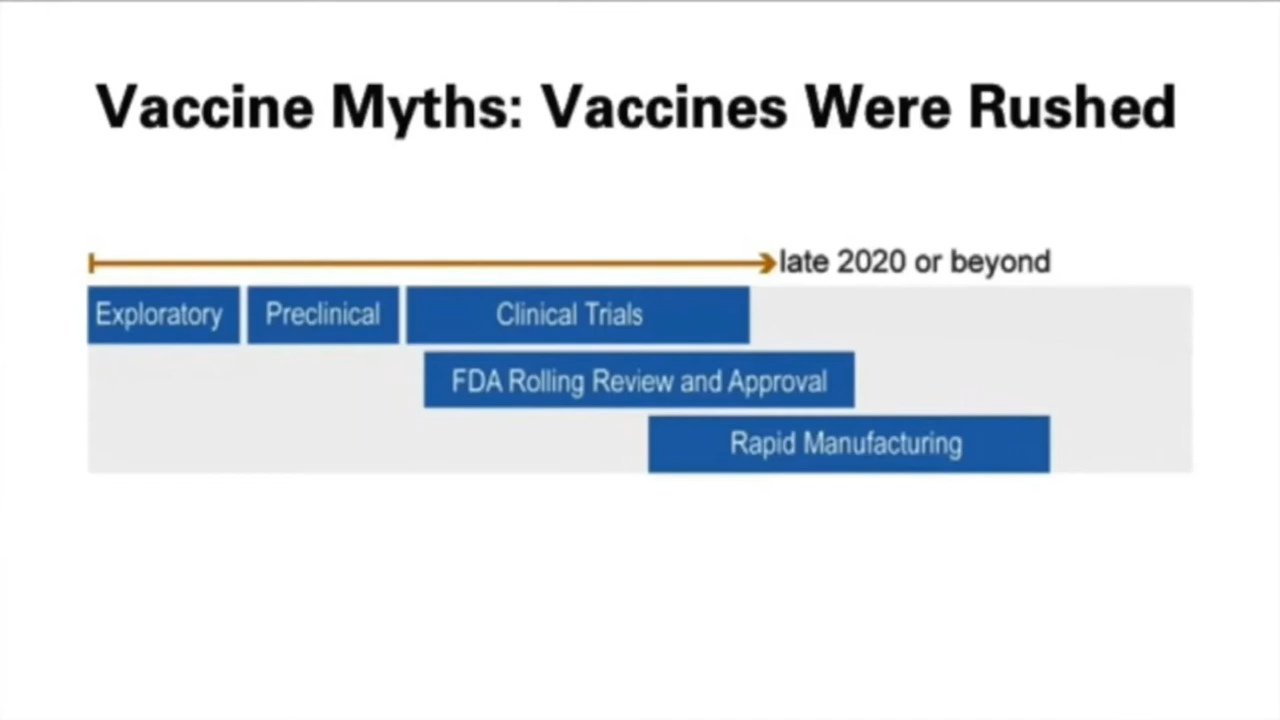 Vaccine Myths: Vaccines Were Rushed
late 2020 or beyond
Exploratory
Preclinical
Clinical Trials
FDA Rolling Review and Approval
Rapid Manufacturing